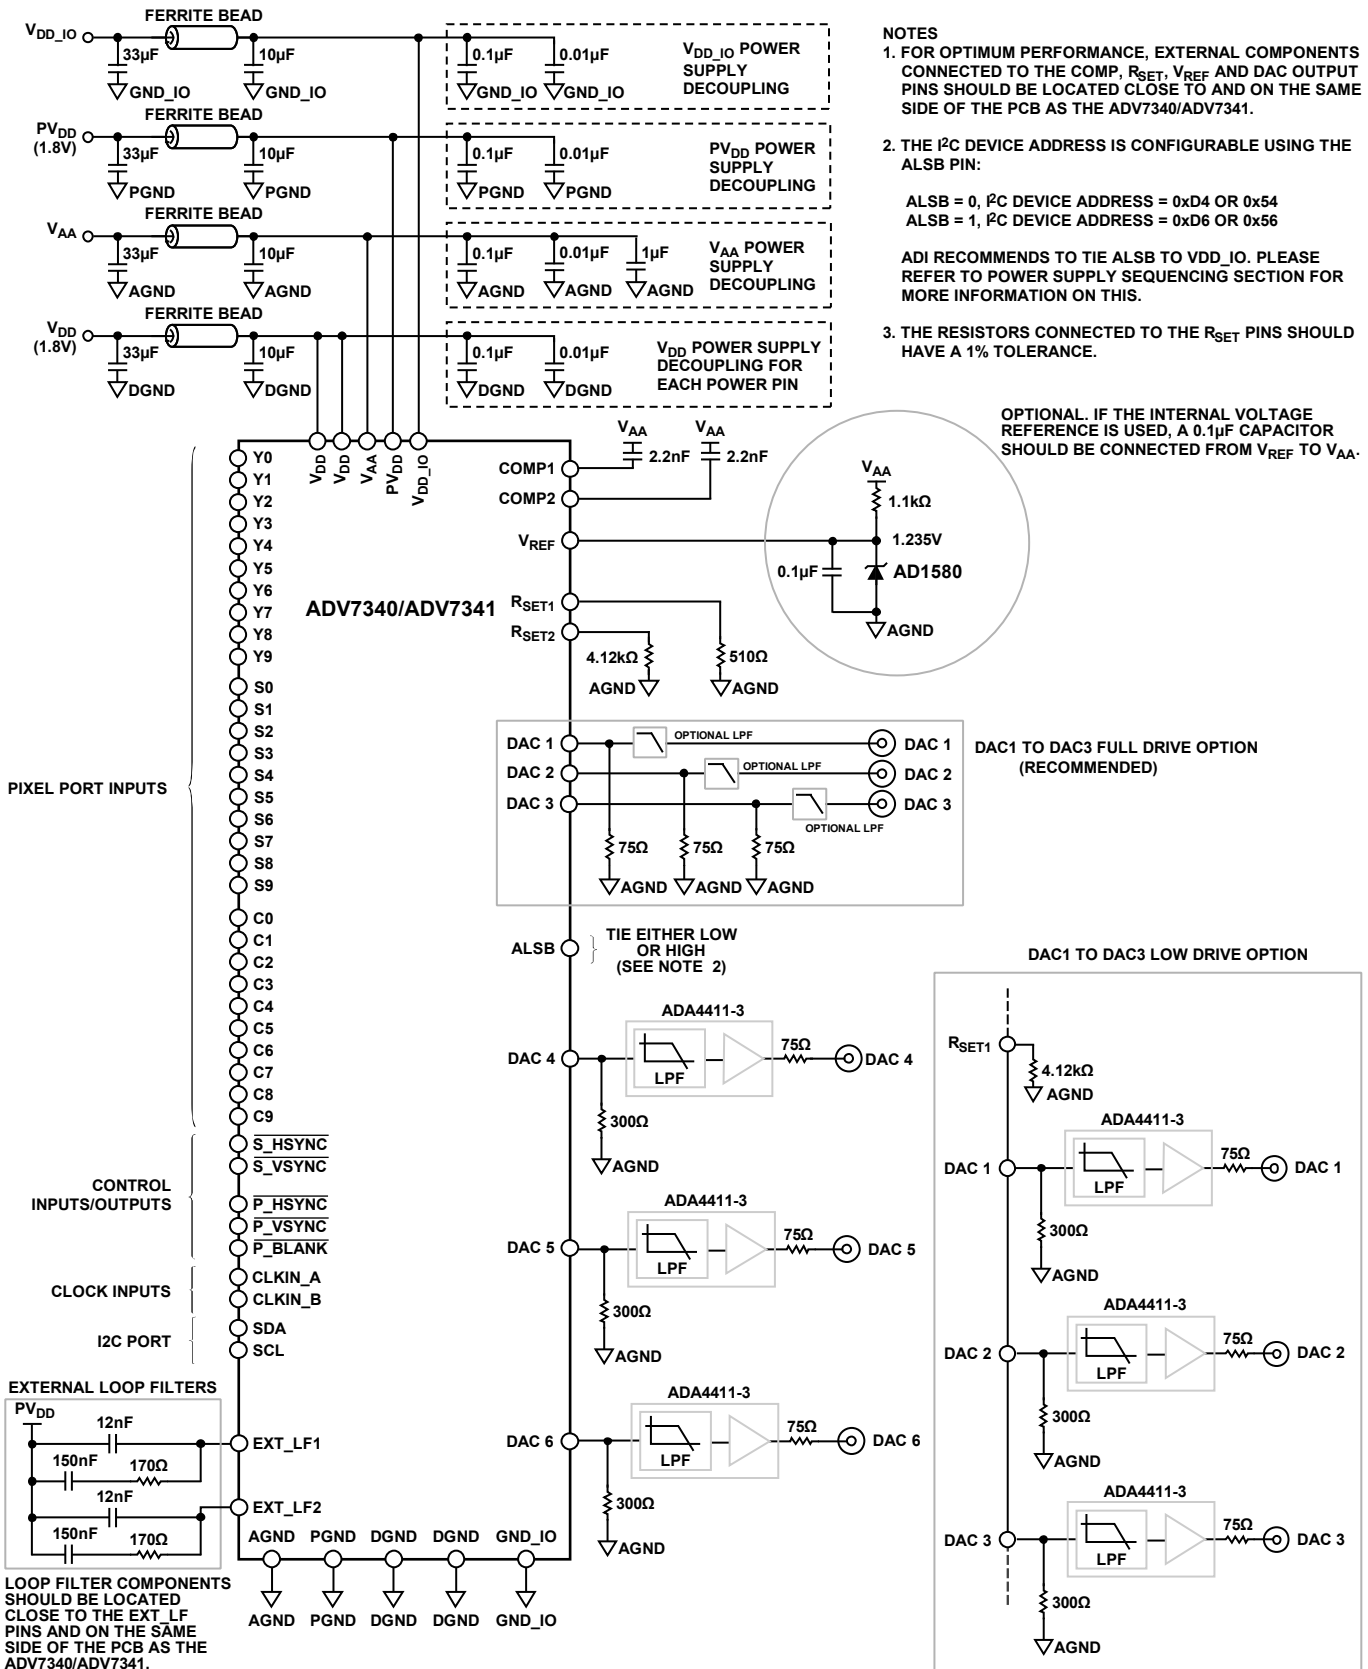 FERRITE BEAD
VDD_IO
33µF
10µF
0.1µF
0.01µF
GND_IO
GND_IO
GND_IO
GND_IO
VDD_IO POWER
SUPPLY
DECOUPLING
FERRITE BEAD
PVDD
(1.8V)
33µF
10µF
0.1µF
0.01µF
PGND
PGND
PGND
PGND
PVDD POWER
SUPPLY
DECOUPLING
FERRITE BEAD
VAA
33µF
10µF
0.1µF
0.01µF
1µF
AGND
AGND
AGND
AGND
AGND
VAA POWER
SUPPLY
DECOUPLING
FERRITE BEAD
VDD
(1.8V)
33µF
10µF
0.1µF
0.01µF
DGND
DGND
DGND
DGND
VDD POWER SUPPLY
DECOUPLING FOR
EACH POWER PIN
NOTES
1. FOR OPTIMUM PERFORMANCE, EXTERNAL COMPONENTS
CONNECTED TO THE COMP, RSET, VREF AND DAC OUTPUT
PINS SHOULD BE LOCATED CLOSE TO AND ON THE SAME
SIDE OF THE PCB AS THE ADV7340/ADV7341.
2. THE I2C DEVICE ADDRESS IS CONFIGURABLE USING THE
ALSB PIN:
ALSB = 0, I2C DEVICE ADDRESS = 0xD4 OR 0x54
ALSB = 1, I2C DEVICE ADDRESS = 0xD6 OR 0x56
ADI RECOMMENDS TO TIE ALSB TO VDD_IO. PLEASE
REFER TO POWER SUPPLY SEQUENCING SECTION FOR
MORE INFORMATION ON THIS.
3. THE RESISTORS CONNECTED TO THE RSET PINS SHOULD
HAVE A 1% TOLERANCE.
OPTIONAL. IF THE INTERNAL VOLTAGE
REFERENCE IS USED, A 0.1µF CAPACITOR
SHOULD BE CONNECTED FROM VREF TO VAA.
VAA
1.1kΩ
1.235V
0.1µF
AD1580
AGND
VDD
VDD
VAA
PVDD
VDD_IO
VAA
VAA
2.2nF
2.2nF
COMP1
COMP2
VREF
RSET1
RSET2
4.12kΩ
510Ω
AGND
AGND
ADV7340/ADV7341
PIXEL PORT INPUTS
Y0
Y1
Y2
Y3
Y4
Y5
Y6
Y7
Y8
Y9
S0
S1
S2
S3
S4
S5
S6
S7
S8
S9
C0
C1
C2
C3
C4
C5
C6
C7
C8
C9
CONTROL
INPUTS/OUTPUTS
S_HSYNC
S_VSYNC
P_HSYNC
P_VSYNC
P_BLANK
CLOCK INPUTS
CLKIN_A
CLKIN_B
I2C PORT
SDA
SCL
EXTERNAL LOOP FILTERS
PVDD
12nF
150nF
170Ω
12nF
150nF
170Ω
EXT_LF1
EXT_LF2
LOOP FILTER COMPONENTS
SHOULD BE LOCATED
CLOSE TO THE EXT_LF
PINS AND ON THE SAME
SIDE OF THE PCB AS THE
ADV7340/ADV7341.
AGND PGND DGND DGND GND_IO
AGND PGND DGND DGND GND_IO
DAC 1
OPTIONAL LPF
DAC 1
DAC 2
OPTIONAL LPF
DAC 2
DAC 3
OPTIONAL LPF
DAC 3
75Ω
75Ω
75Ω
AGND
AGND
AGND
DAC1 TO DAC3 FULL DRIVE OPTION
(RECOMMENDED)
ALSB
TIE EITHER LOW
OR HIGH
(SEE NOTE 2)
ADA4411-3
DAC 4
LPF
75Ω
DAC 4
300Ω
AGND
ADA4411-3
DAC 5
LPF
75Ω
DAC 5
300Ω
AGND
ADA4411-3
DAC 6
LPF
75Ω
DAC 6
300Ω
AGND
DAC1 TO DAC3 LOW DRIVE OPTION
RSET1
4.12kΩ
AGND
ADA4411-3
DAC 1
LPF
75Ω
DAC 1
300Ω
AGND
ADA4411-3
DAC 2
LPF
75Ω
DAC 2
300Ω
AGND
ADA4411-3
DAC 3
LPF
75Ω
DAC 3
300Ω
AGND